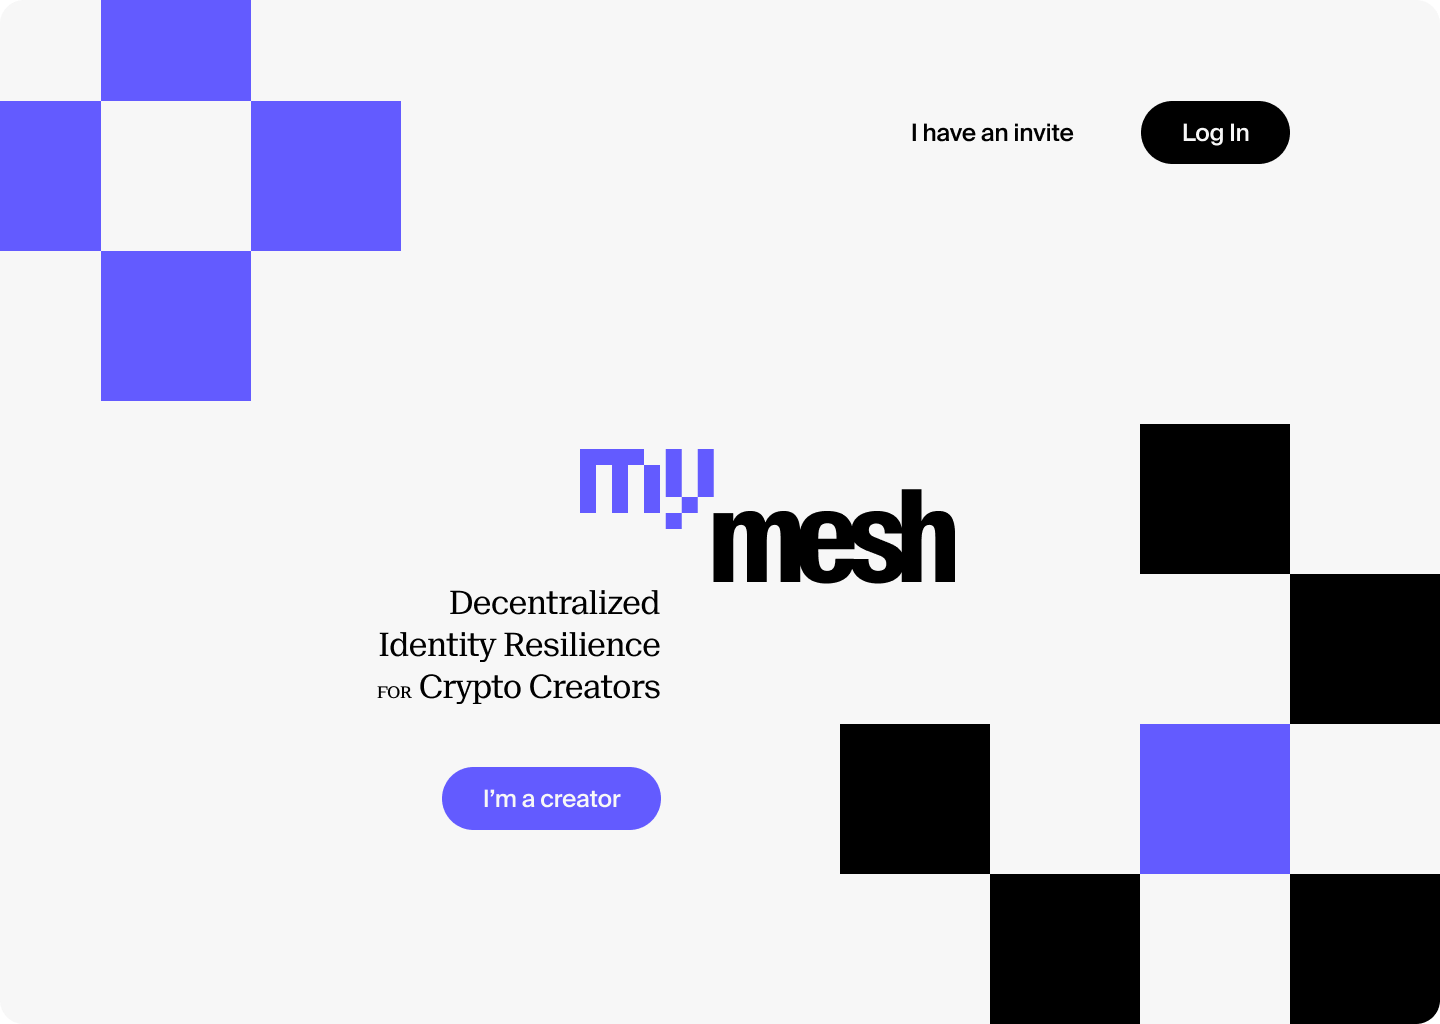 I have an invite
Log In
my
mesh
Decentralized
Identity Resilience
FOR Crypto Creators
I’m a creator